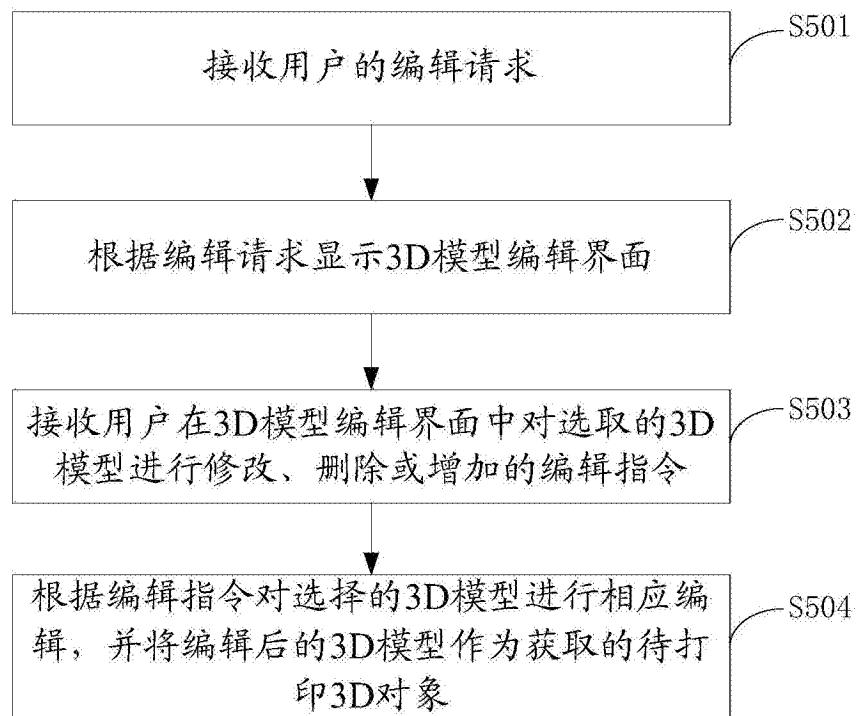 S501
接收用户的编辑请求
S502
根据编辑请求显示3D模型编辑界面
S503
接收用户在3D模型编辑界面中对选取的3D
模型进行修改、删除或增加的编辑指令
S504
根据编辑指令对选择的3D模型进行相应编
辑，并将编辑后的3D模型作为获取的待打
印3D对象